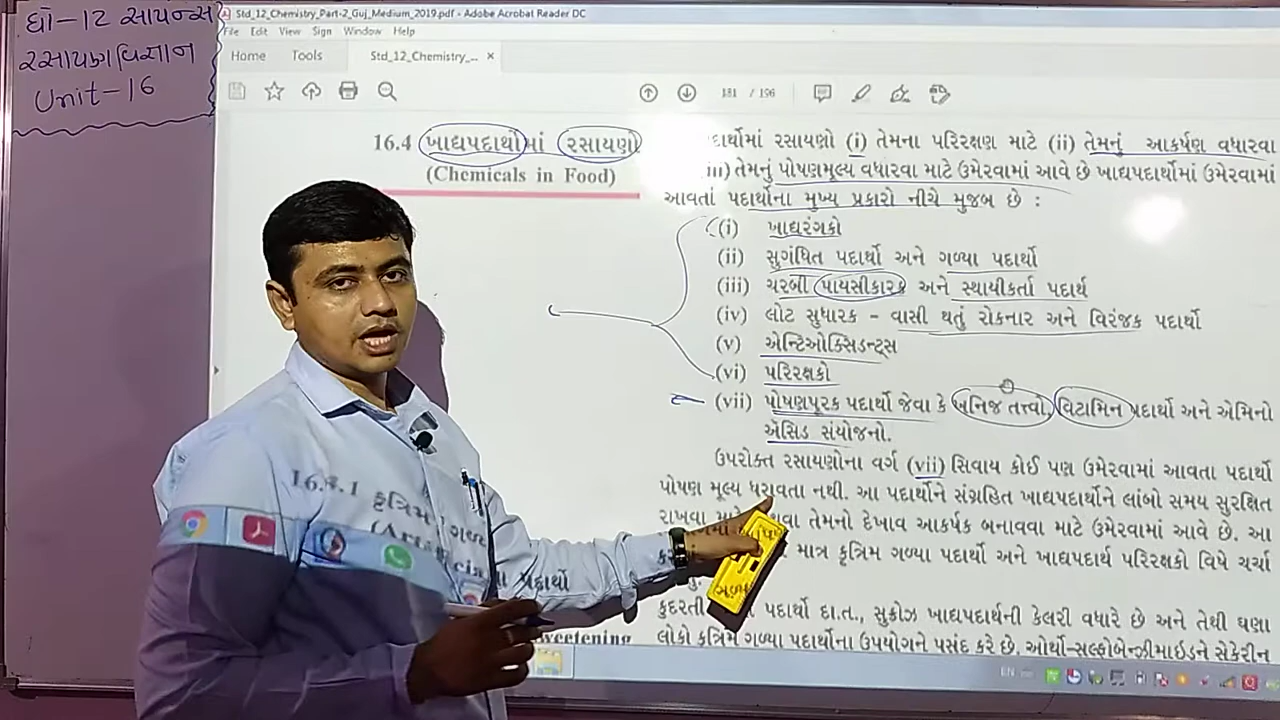 ધો-12 સાયન્સ
રસાયણ વિજ્ઞાન
Unit-16
Std_12_Chemistry_Part-2_Guj_Medium_2019.pdf - Adobe Acrobat Reader DC
File Edit View Sign Window Help
Home Tools Std_12_Chemistry_... ×
181 / 196
16.4 ખાદ્યપદાર્થોમાં રસાયણો
(Chemicals in Food)
દાર્થોમાં રસાયણો (i) તેમના પરિરક્ષણ માટે (ii) તેમનું આકર્ષણ વધારવા
iii) તેમનું પોષણમૂલ્ય વધારવા માટે ઉમેરવામાં આવે છે ખાદ્યપદાર્થોમાં ઉમેરવામાં
આવતાં પદાર્થોના મુખ્ય પ્રકારો નીચે મુજબ છે :
(i) ખાદ્યરંગકો
(ii) સુગંધિત પદાર્થો અને ગળ્યા પદાર્થો
(iii) ચરબી પાયસીકારક અને સ્થાયીકર્તા પદાર્થ
(iv) લોટ સુધારક - વાસી થતું રોકનાર અને વિરંજક પદાર્થો
(v) એન્ટિઓક્સિડન્ટ્સ
(vi) પરિરક્ષકો
(vii) પોષણપૂરક પદાર્થો જેવા કે ખનિજ તત્ત્વો, વિટામિન પદાર્થો અને એમિનો
ઍસિડ સંયોજનો.
ઉપરોક્ત રસાયણોના વર્ગ (vii) સિવાય કોઈ પણ ઉમેરવામાં આવતા પદાર્થો
પોષણ મૂલ્ય ધરાવતા નથી. આ પદાર્થોને સંગ્રહિત ખાદ્યપદાર્થોને લાંબો સમય સુરક્ષિત
રાખવા માટે અથવા તેમનો દેખાવ આકર્ષક બનાવવા માટે ઉમેરવામાં આવે છે. આ
માત્ર કૃત્રિમ ગળ્યા પદાર્થો અને ખાદ્યપદાર્થ પરિરક્ષકો વિષે ચર્ચા
16.4.1 કૃત્રિમ ગળ્યા પદાર્થો
Sweetening
કુદરતી પદાર્થો દા.ત., સુક્રોઝ ખાદ્યપદાર્થની કેલરી વધારે છે અને તેથી ઘણા
લોકો કૃત્રિમ ગળ્યા પદાર્થોના ઉપયોગને પસંદ કરે છે. ઓર્થો-સલ્ફોબેન્ઝીમાઇડને સેકેરીન